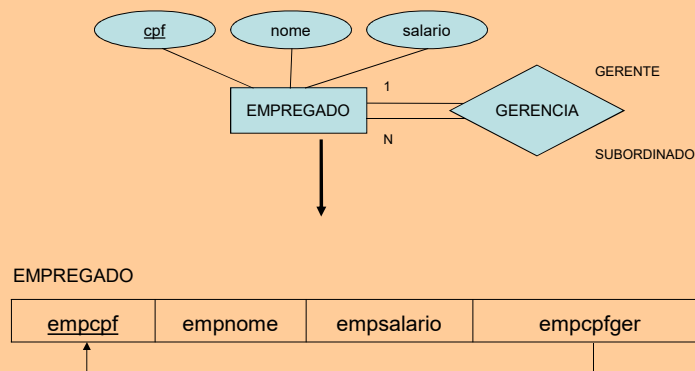 cpf
nome
salario
1
GERENTE
EMPREGADO
GERENCIA
N
SUBORDINADO
EMPREGADO
empcpf
empnome
empsalario
empcpfger